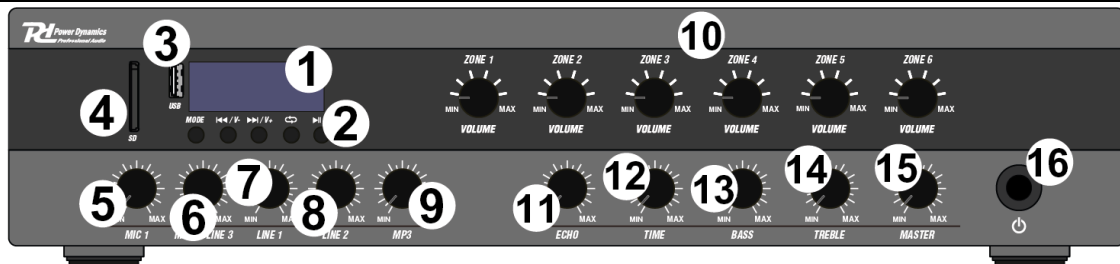 PD Power Dynamics
Professional Audio
3
1
10
4
2
USB
SD
MODE
/ V-
/ V+
ZONE 1
MIN MAX
VOLUME
ZONE 2
MIN MAX
VOLUME
ZONE 3
MIN MAX
VOLUME
ZONE 4
MIN MAX
VOLUME
ZONE 5
MIN MAX
VOLUME
ZONE 6
MIN MAX
VOLUME
5
MAX
MIC 1
6
MAX
LINE 3
7
MIN
LINE 1
8
MAX
LINE 2
9
MIN MAX
MP3
11
MAX
ECHO
12
MIN MAX
TIME
13
MIN MAX
BASS
14
MIN MAX
TREBLE
15
MIN MAX
MASTER
16